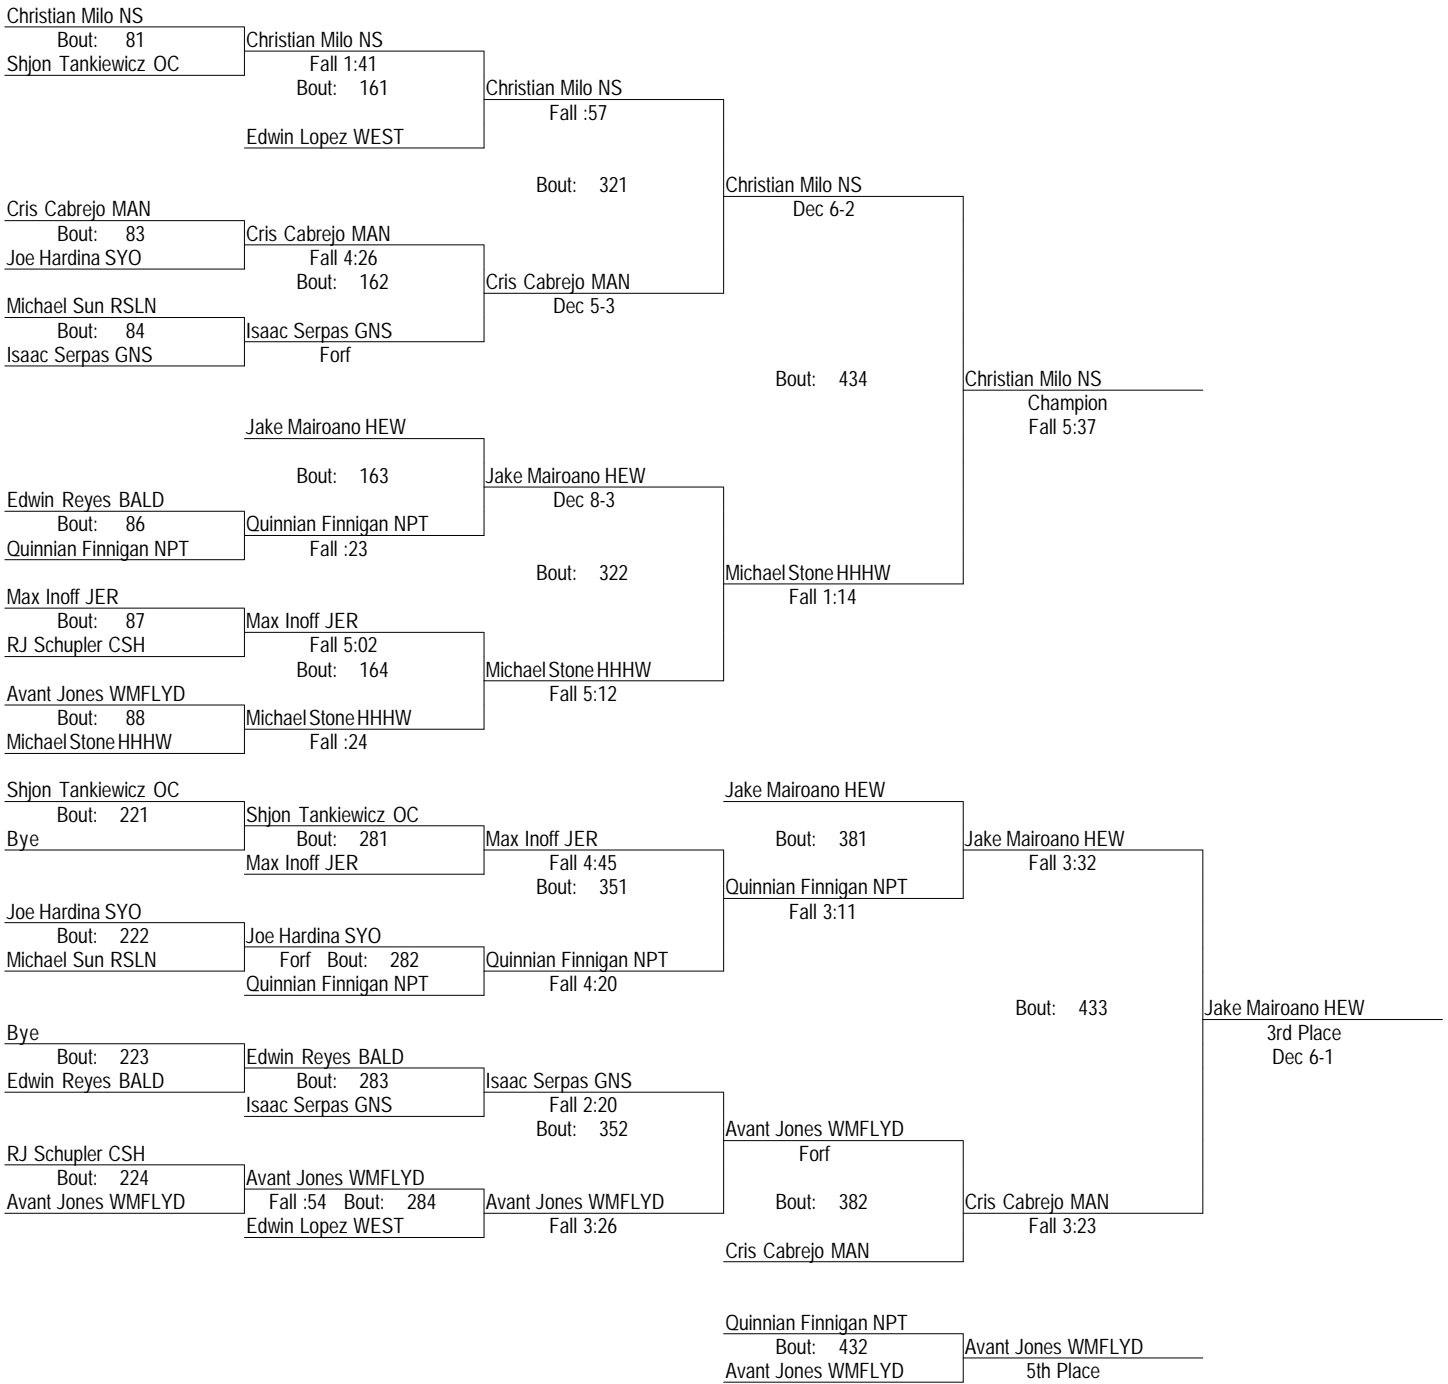 Christian Milo NS
Bout: 81
Christian Milo NS
Shjon Tankiewicz OC
Fall 1:41
Bout: 161
Christian Milo NS
Fall :57
Edwin Lopez WEST
Bout: 321
Christian Milo NS
Dec 6-2
Cris Cabrejo MAN
Bout: 83
Cris Cabrejo MAN
Joe Hardina SYO
Fall 4:26
Bout: 162
Cris Cabrejo MAN
Dec 5-3
Michael Sun RSLN
Bout: 84
Isaac Serpas GNS
Isaac Serpas GNS
Forf
Bout: 434
Christian Milo NS
Champion
Fall 5:37
Jake Mairoano HEW
Bout: 163
Jake Mairoano HEW
Dec 8-3
Edwin Reyes BALD
Bout: 86
Quinnian Finnigan NPT
Quinnian Finnigan NPT
Fall :23
Bout: 322
Michael Stone HHHW
Fall 1:14
Max Inoff JER
Bout: 87
Max Inoff JER
RJ Schupler CSH
Fall 5:02
Bout: 164
Michael Stone HHHW
Fall 5:12
Avant Jones WMFLYD
Bout: 88
Michael Stone HHHW
Michael Stone HHHW
Fall :24
Shjon Tankiewicz OC
Bout: 221
Shjon Tankiewicz OC
Bye
Bout: 281
Max Inoff JER
Max Inoff JER
Fall 4:45
Bout: 351
Jake Mairoano HEW
Bout: 381
Jake Mairoano HEW
Fall 3:32
Quinnian Finnigan NPT
Fall 3:11
Joe Hardina SYO
Bout: 222
Joe Hardina SYO
Michael Sun RSLN
Forf Bout: 282
Quinnian Finnigan NPT
Quinnian Finnigan NPT
Fall 4:20
Bout: 433
Jake Mairoano HEW
3rd Place
Dec 6-1
Bye
Bout: 223
Edwin Reyes BALD
Edwin Reyes BALD
Bout: 283
Isaac Serpas GNS
Isaac Serpas GNS
Fall 2:20
Bout: 352
Avant Jones WMFLYD
Forf
RJ Schupler CSH
Bout: 224
Avant Jones WMFLYD
Avant Jones WMFLYD
Fall :54 Bout: 284
Avant Jones WMFLYD
Edwin Lopez WEST
Fall 3:26
Bout: 382
Cris Cabrejo MAN
Fall 3:23
Cris Cabrejo MAN
Quinnian Finnigan NPT
Bout: 432
Avant Jones WMFLYD
Avant Jones WMFLYD
5th Place